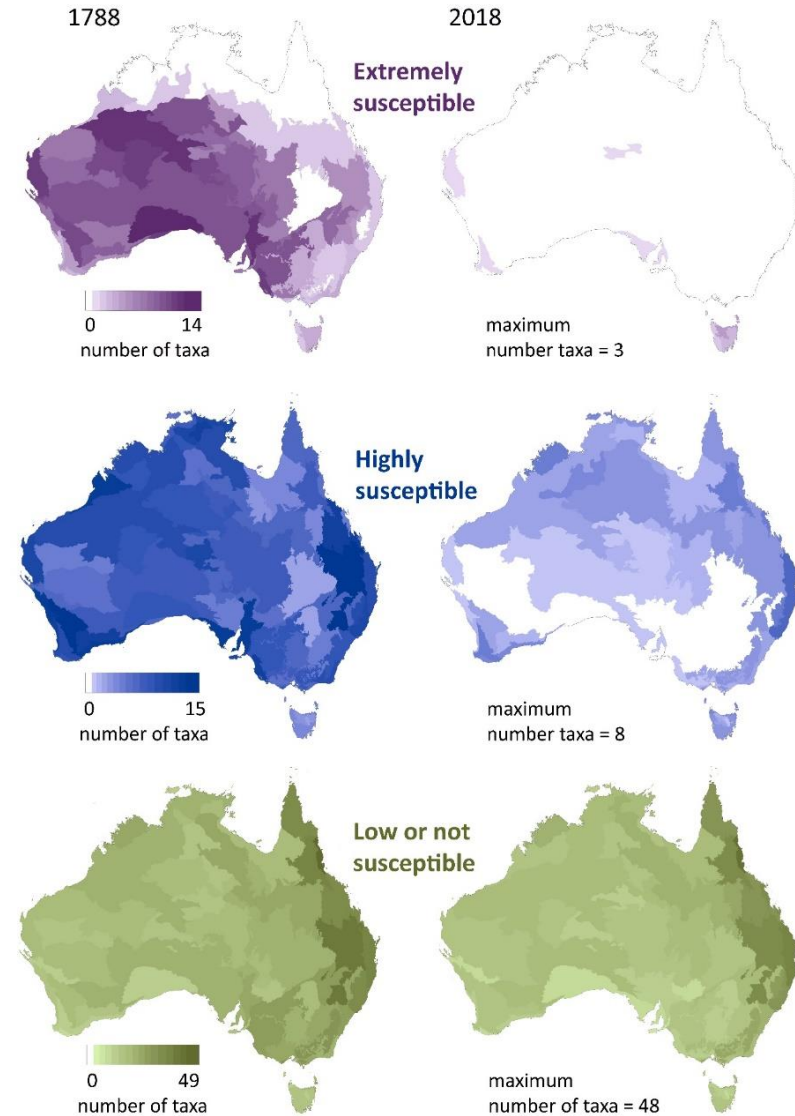 1788
2018
Extremely
susceptible
0
14
number of taxa
maximum
number taxa = 3
Highly
susceptible
0
15
number of taxa
maximum
number taxa = 8
Low or not
susceptible
0
49
number of taxa
maximum
number of taxa = 48